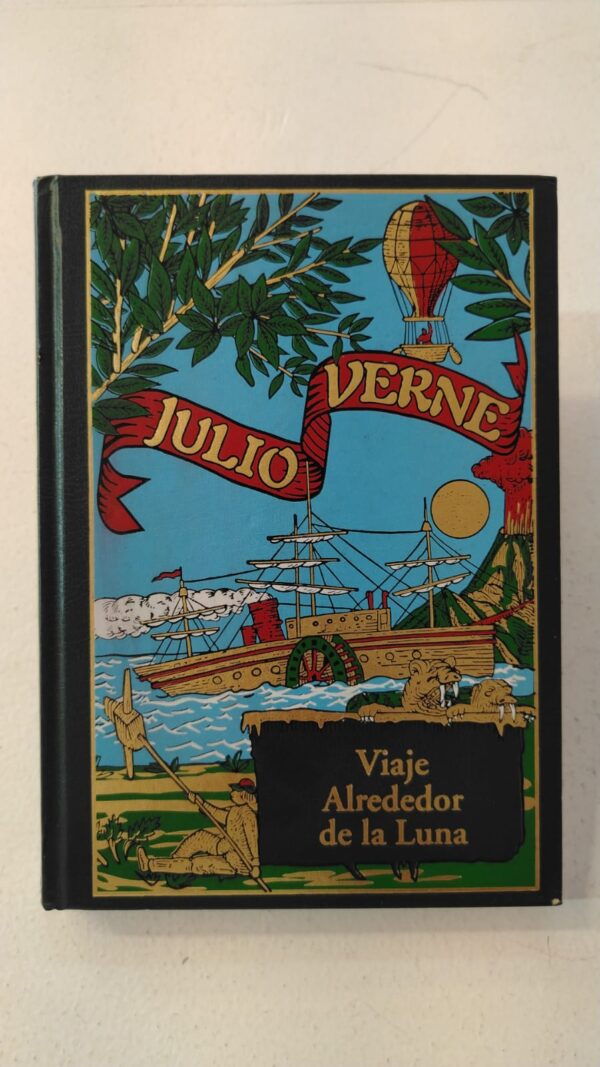 JULIO VERNE
Viaje
Alrededor
de la Luna